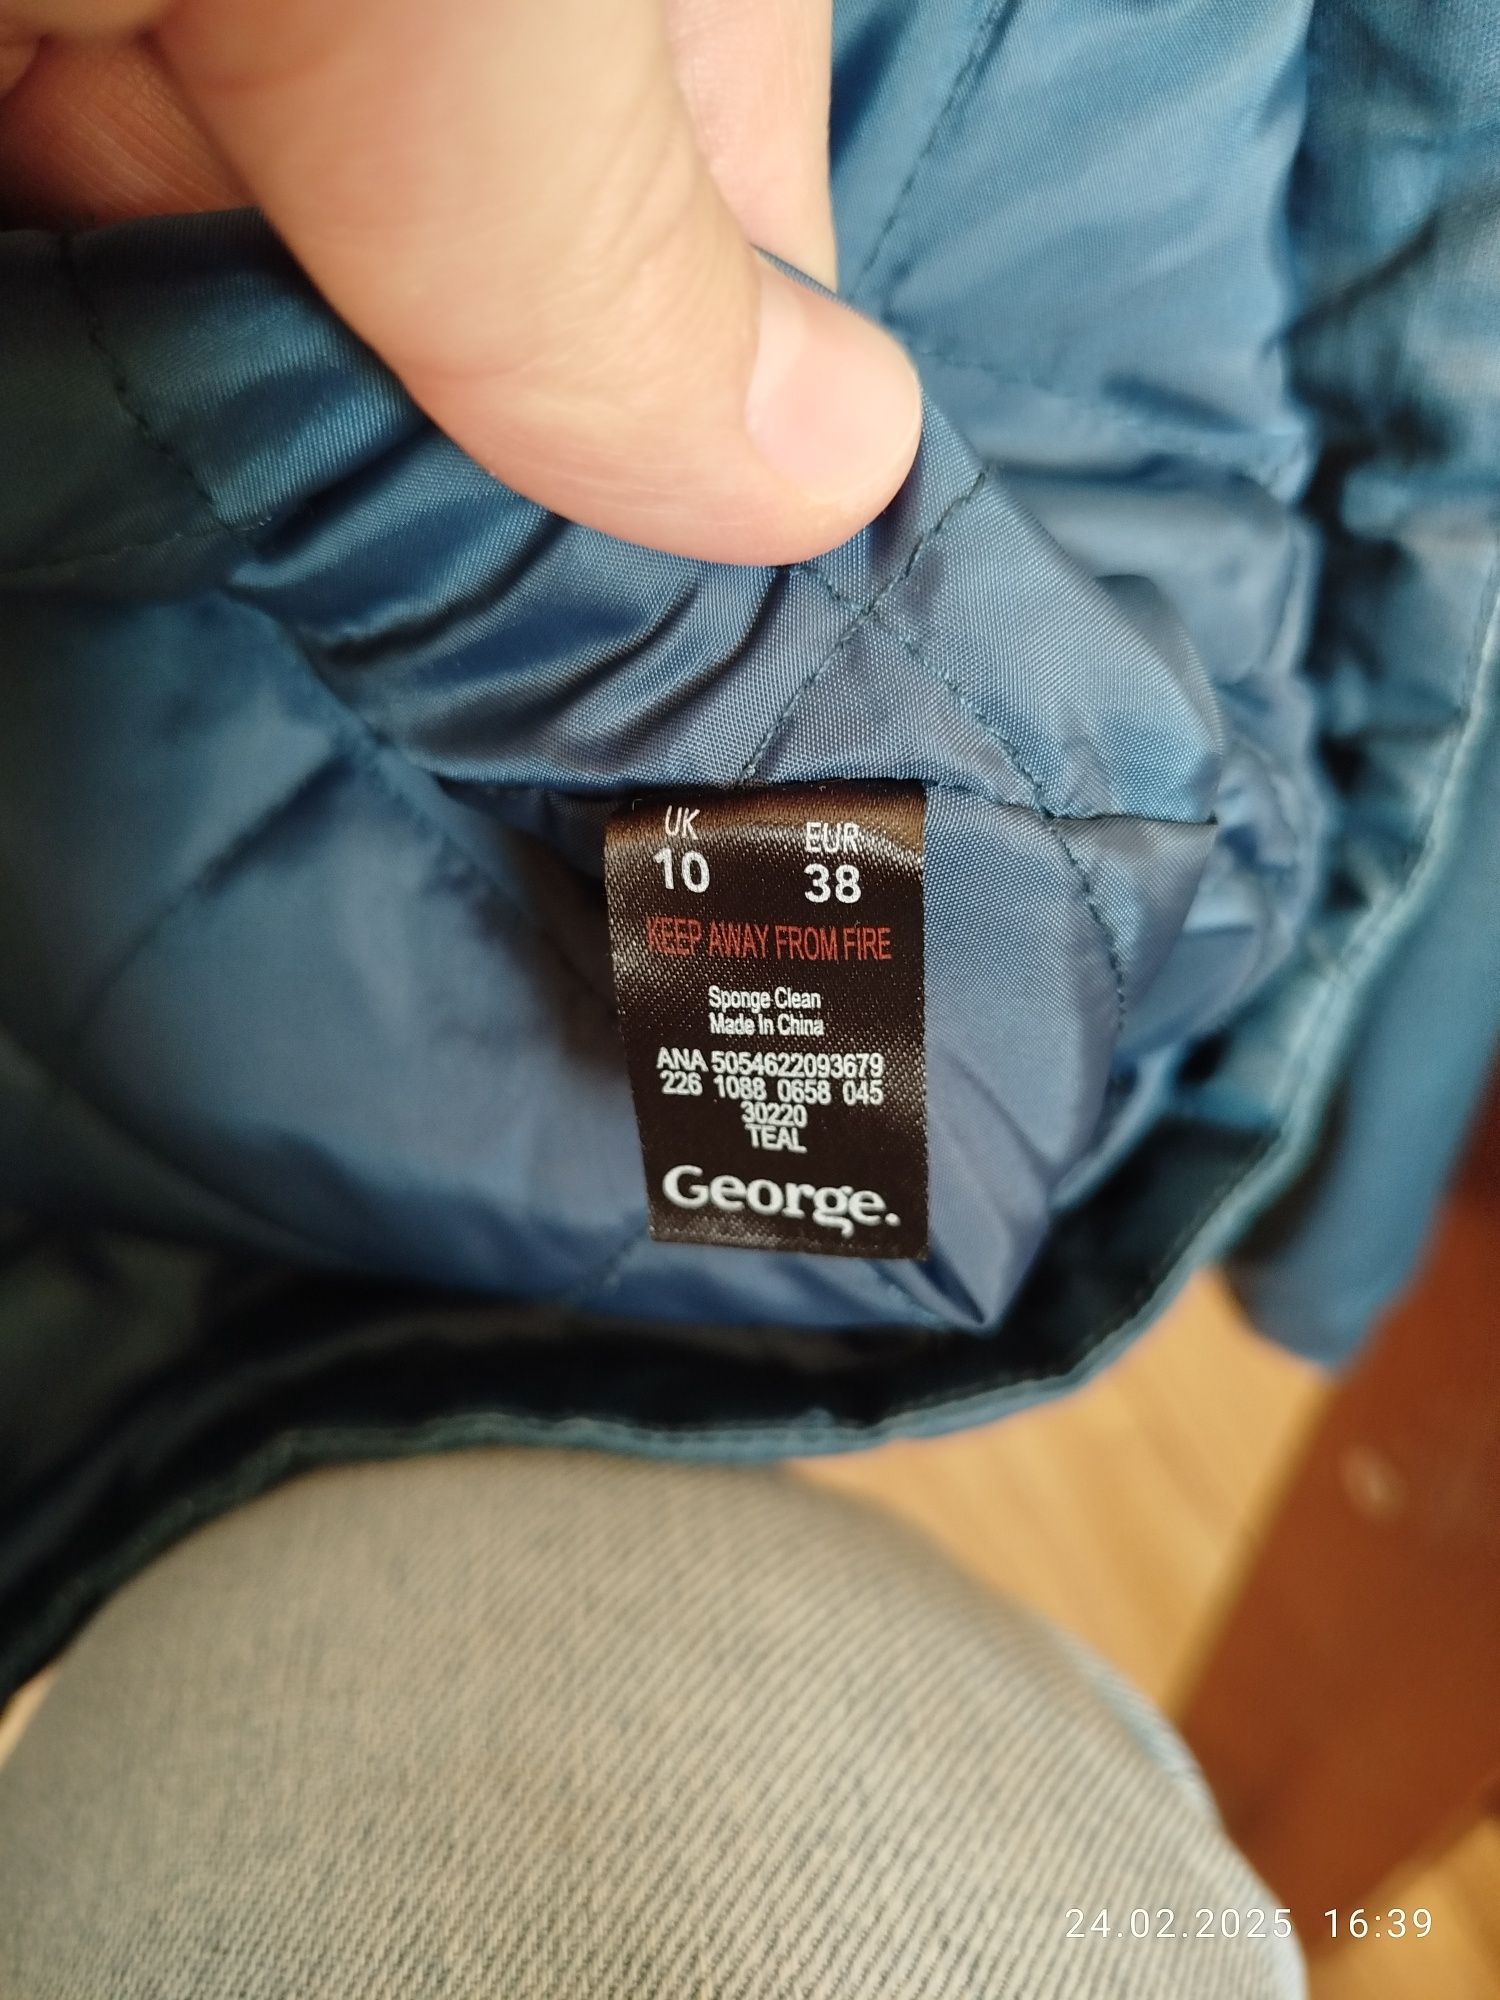 UK EUR
10 38
KEEP AWAY FROM FIRE
Sponge Clean
Made In China
ANA 5054622093679
226 1088 0658 045
30220
TEAL
George.
24.02.2025 16:39